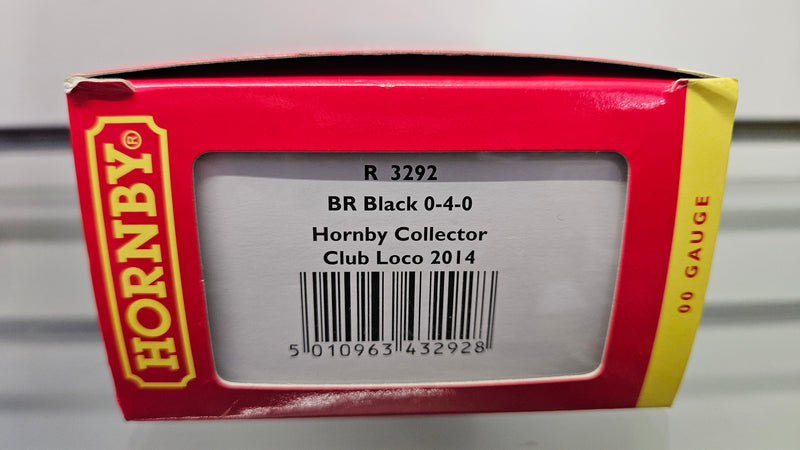 HORNBY®
R 3292
BR Black 0-4-0
Hornby Collector
Club Loco 2014
5 010963 432928
00 GAUGE